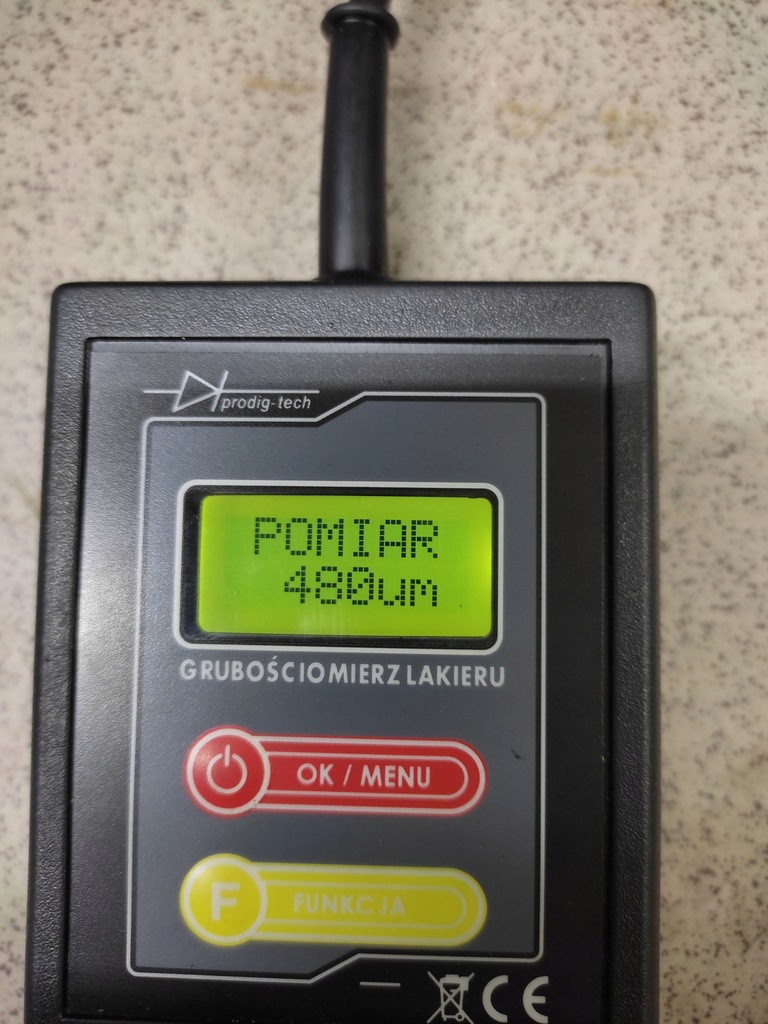 prodig-tech
POMIAR
480um
GRUBOŚCIOMIERZ LAKIERU
OK / MENU
F FUNKCJA
CE